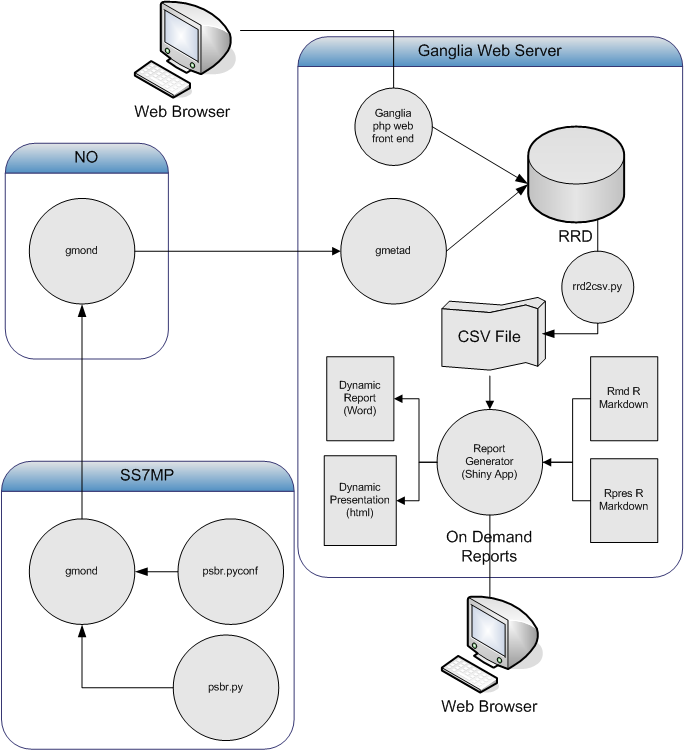 Web Browser
Ganglia Web Server
Ganglia
php web
front end
NO
gmond
gmetad
RRD
rrd2csv.py
CSV File
Dynamic
Report
(Word)
Rmd R
Markdown
Report
Generator
(Shiny App)
Dynamic
Presentation
(html)
Rpres R
Markdown
On Demand
Reports
SS7MP
gmond
psbr.pyconf
psbr.py
Web Browser